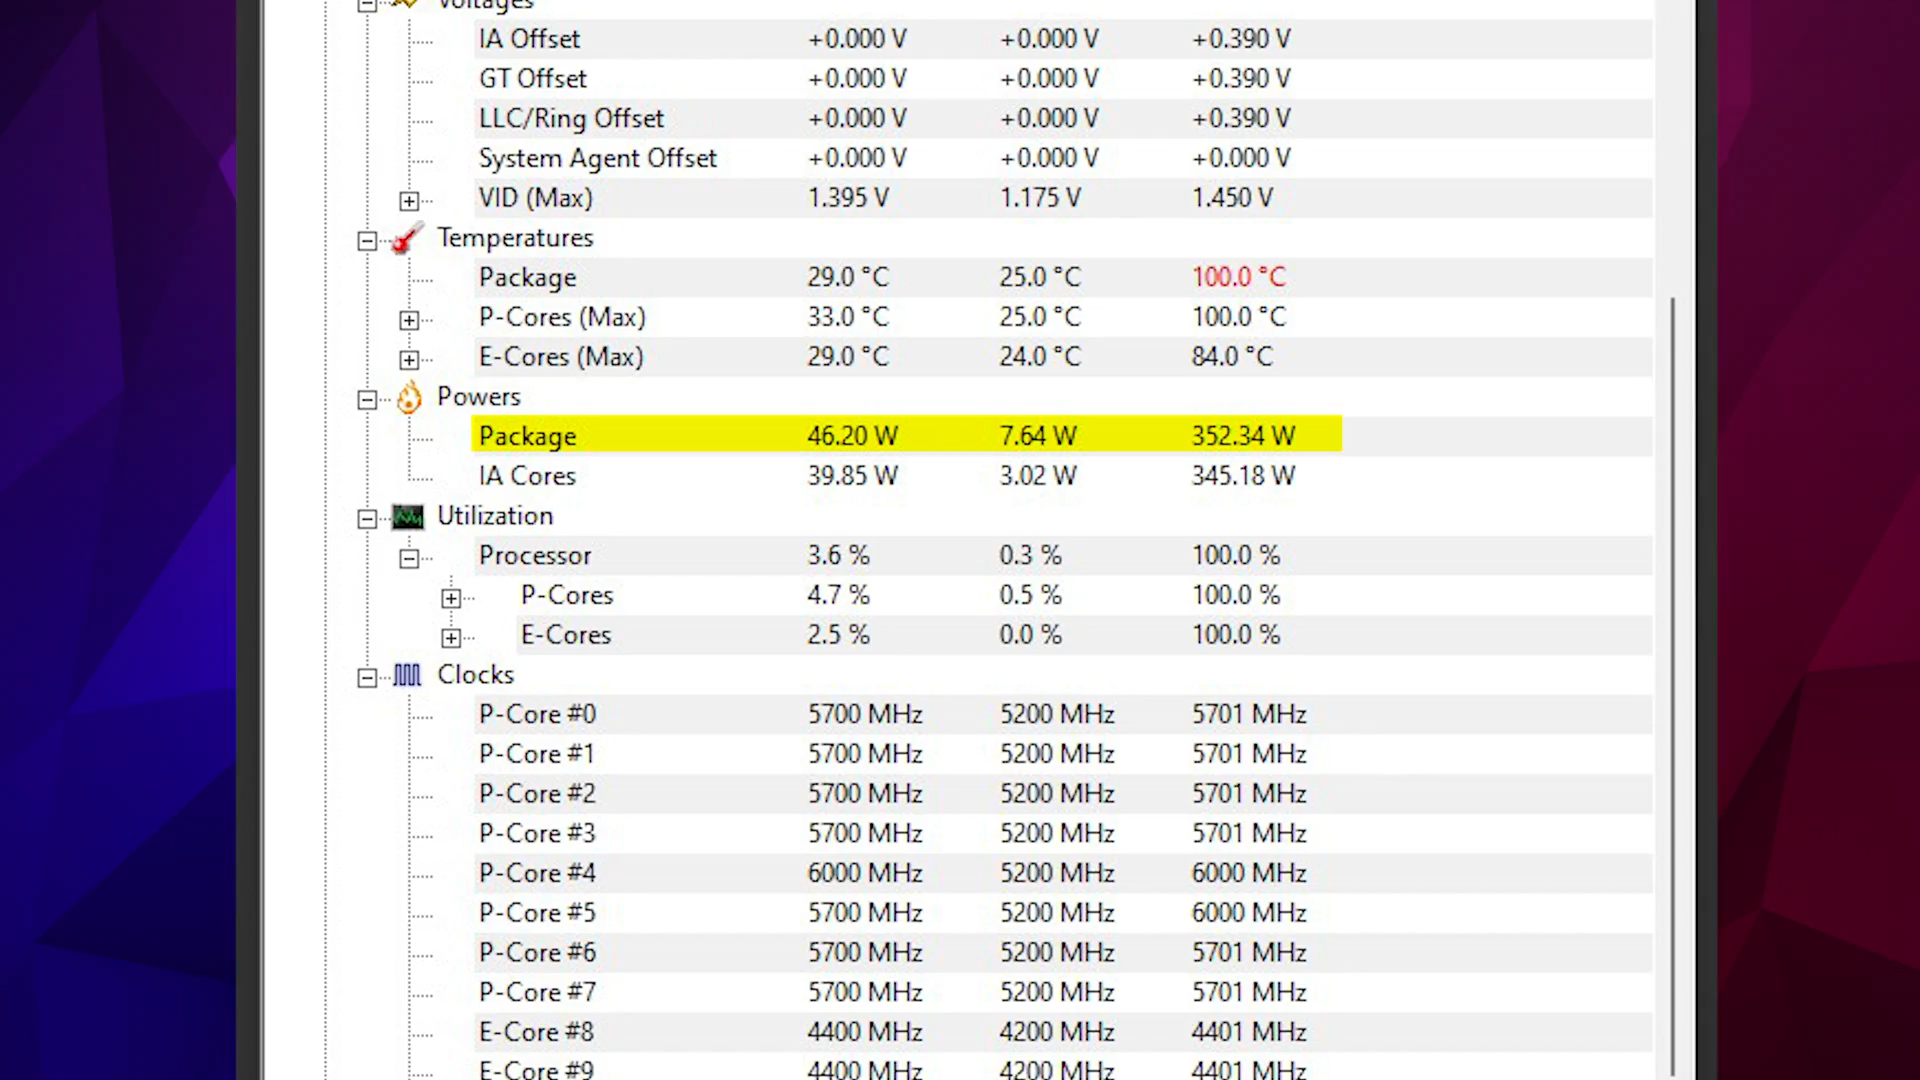 Voltages
IA Offset +0.000 V +0.000 V +0.390 V
GT Offset +0.000 V +0.000 V +0.390 V
LLC/Ring Offset +0.000 V +0.000 V +0.390 V
System Agent Offset +0.000 V +0.000 V +0.000 V
VID (Max) 1.395 V 1.175 V 1.450 V
Temperatures
Package 29.0 °C 25.0 °C 100.0 °C
P-Cores (Max) 33.0 °C 25.0 °C 100.0 °C
E-Cores (Max) 29.0 °C 24.0 °C 84.0 °C
Powers
Package 46.20 W 7.64 W 352.34 W
IA Cores 39.85 W 3.02 W 345.18 W
Utilization
Processor 3.6 % 0.3 % 100.0 %
P-Cores 4.7 % 0.5 % 100.0 %
E-Cores 2.5 % 0.0 % 100.0 %
Clocks
P-Core #0 5700 MHz 5200 MHz 5701 MHz
P-Core #1 5700 MHz 5200 MHz 5701 MHz
P-Core #2 5700 MHz 5200 MHz 5701 MHz
P-Core #3 5700 MHz 5200 MHz 5701 MHz
P-Core #4 6000 MHz 5200 MHz 6000 MHz
P-Core #5 5700 MHz 5200 MHz 6000 MHz
P-Core #6 5700 MHz 5200 MHz 5701 MHz
P-Core #7 5700 MHz 5200 MHz 5701 MHz
E-Core #8 4400 MHz 4200 MHz 4401 MHz
E-Core #9 4400 MHz 4200 MHz 4401 MHz